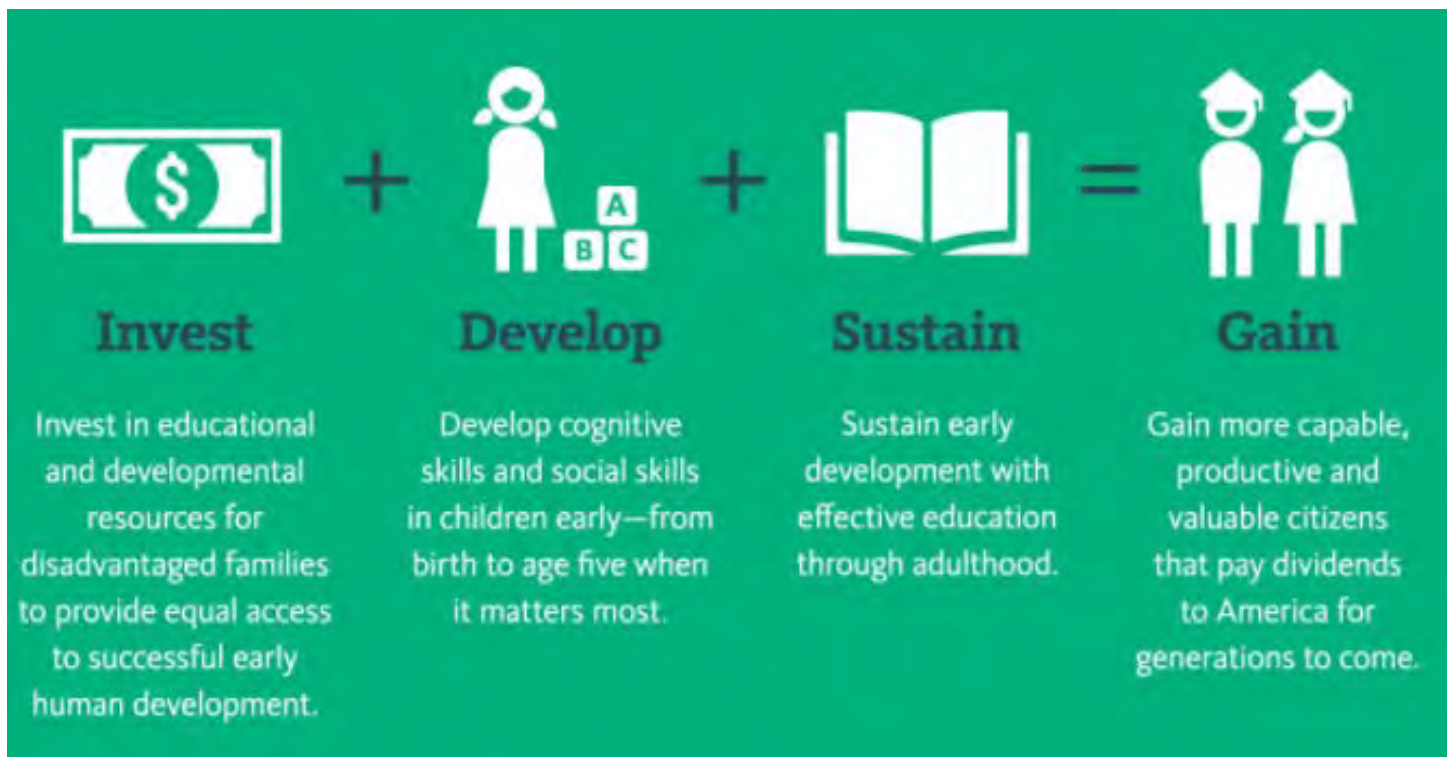 $
+
A
B C
+
=
Invest
Invest in educational
and developmental
resources for
disadvantaged families
to provide equal access
to successful early
human development.
Develop
Develop cognitive
skills and social skills
in children early—from
birth to age five when
it matters most.
Sustain
Sustain early
development with
effective education
through adulthood.
Gain
Gain more capable,
productive and
valuable citizens
that pay dividends
to America for
generations to come.